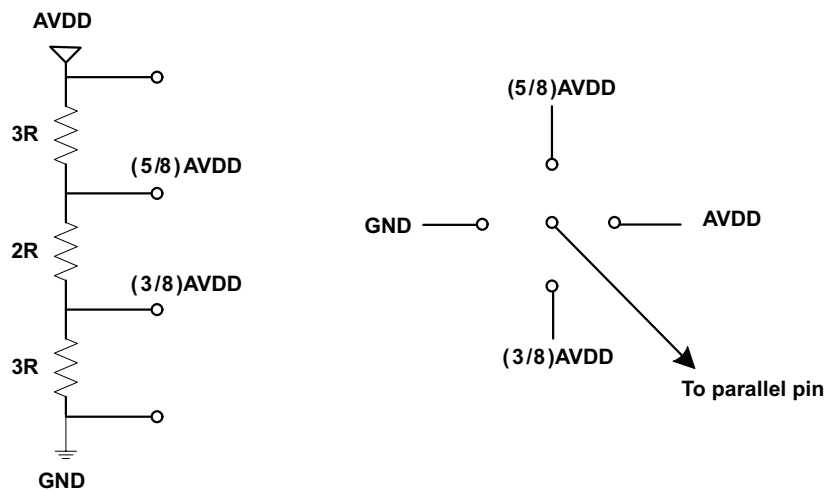 AVDD
3R
(5/8)AVDD
2R
(3/8)AVDD
3R
GND
(5/8)AVDD
GND
AVDD
(3/8)AVDD
To parallel pin